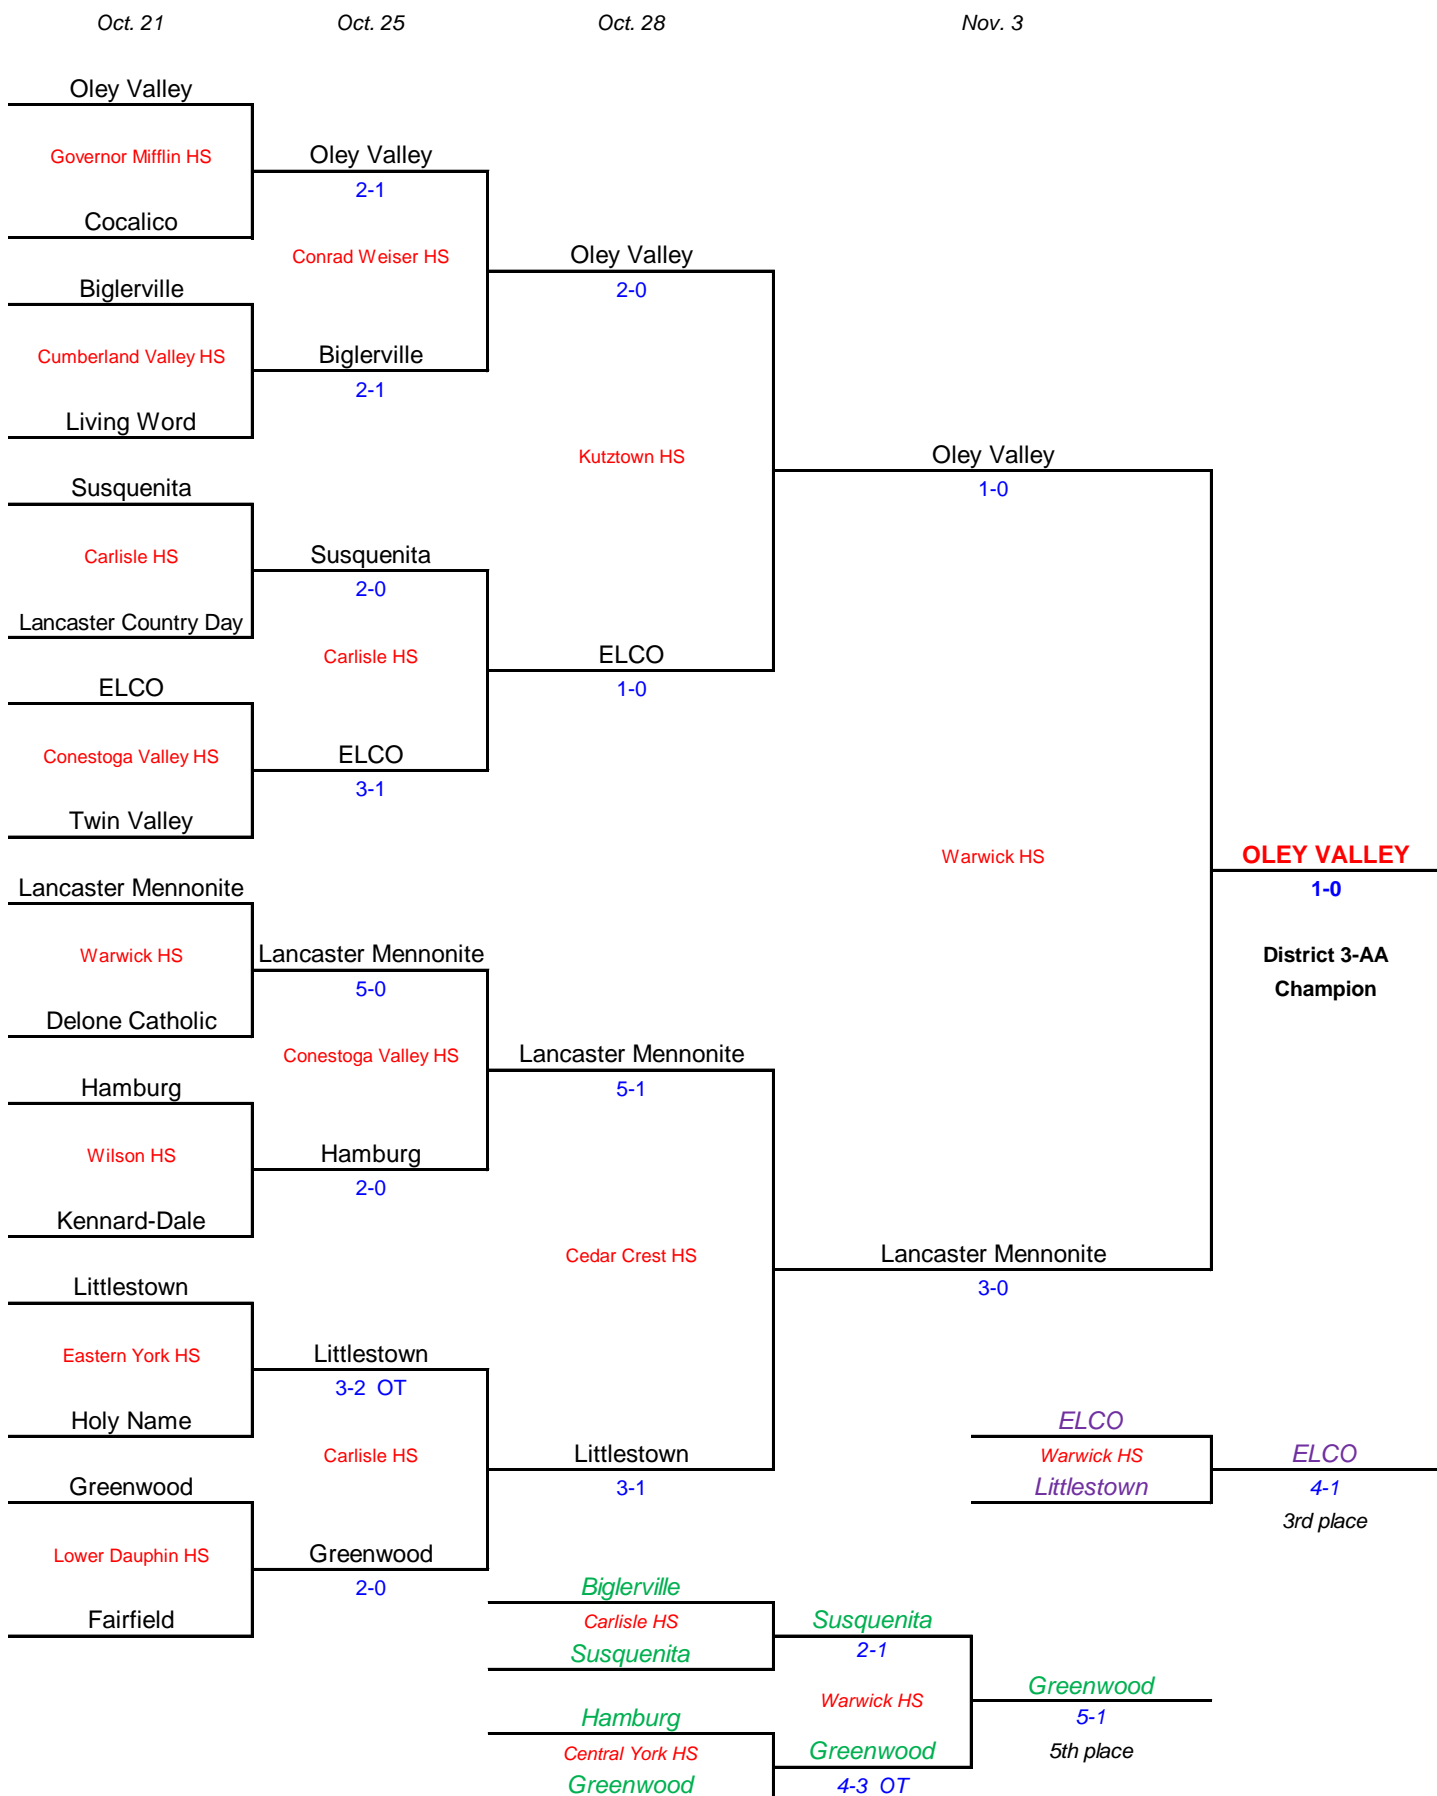 Oct. 21 Oct. 25 Oct. 28 Nov. 3
Oley Valley
Governor Mifflin HS Oley Valley
2-1
Cocalico
Conrad Weiser HS Oley Valley
Biglerville 2-0
Cumberland Valley HS Biglerville
2-1
Living Word
Kutztown HS Oley Valley
Susquenita 1-0
Carlisle HS Susquenita
2-0
Lancaster Country Day
Carlisle HS ELCO
ELCO 1-0
Conestoga Valley HS ELCO
3-1
Twin Valley
Warwick HS OLEY VALLEY
Lancaster Mennonite 1-0
Warwick HS Lancaster Mennonite District 3-AA
5-0 Champion
Delone Catholic
Conestoga Valley HS Lancaster Mennonite
Hamburg 5-1
Wilson HS Hamburg
2-0
Kennard-Dale
Cedar Crest HS Lancaster Mennonite
Littlestown 3-0
Eastern York HS Littlestown
3-2 OT
Holy Name ELCO
Carlisle HS Littlestown Warwick HS ELCO
Greenwood 3-1 Littlestown 4-1
3rd place
Lower Dauphin HS Greenwood
2-0 Biglerville
Fairfield Carlisle HS Susquenita
Susquenita 2-1
Warwick HS Greenwood
Hamburg 5-1
Central York HS Greenwood 5th place
Greenwood 4-3 OT